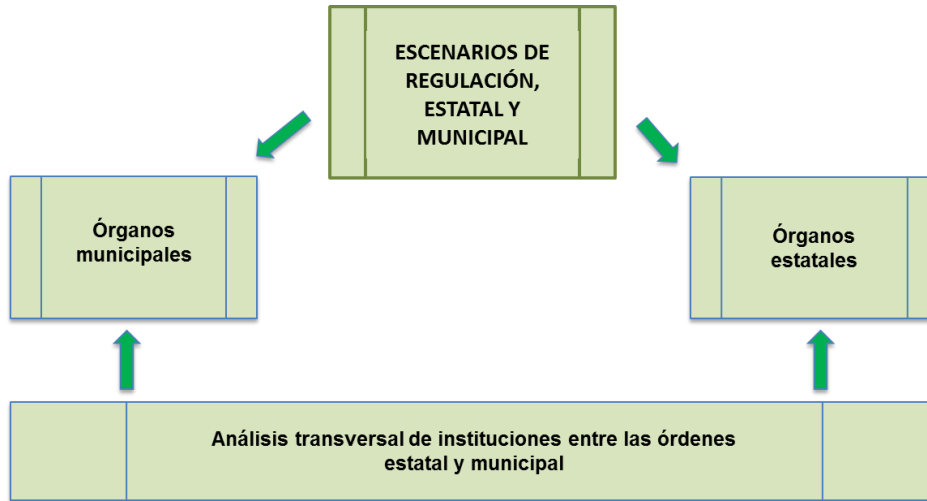 ESCENARIOS DE
REGULACIÓN,
ESTATAL Y
MUNICIPAL
Órganos
municipales
Órganos
estatales
Análisis transversal de instituciones entre las órdenes
estatal y municipal